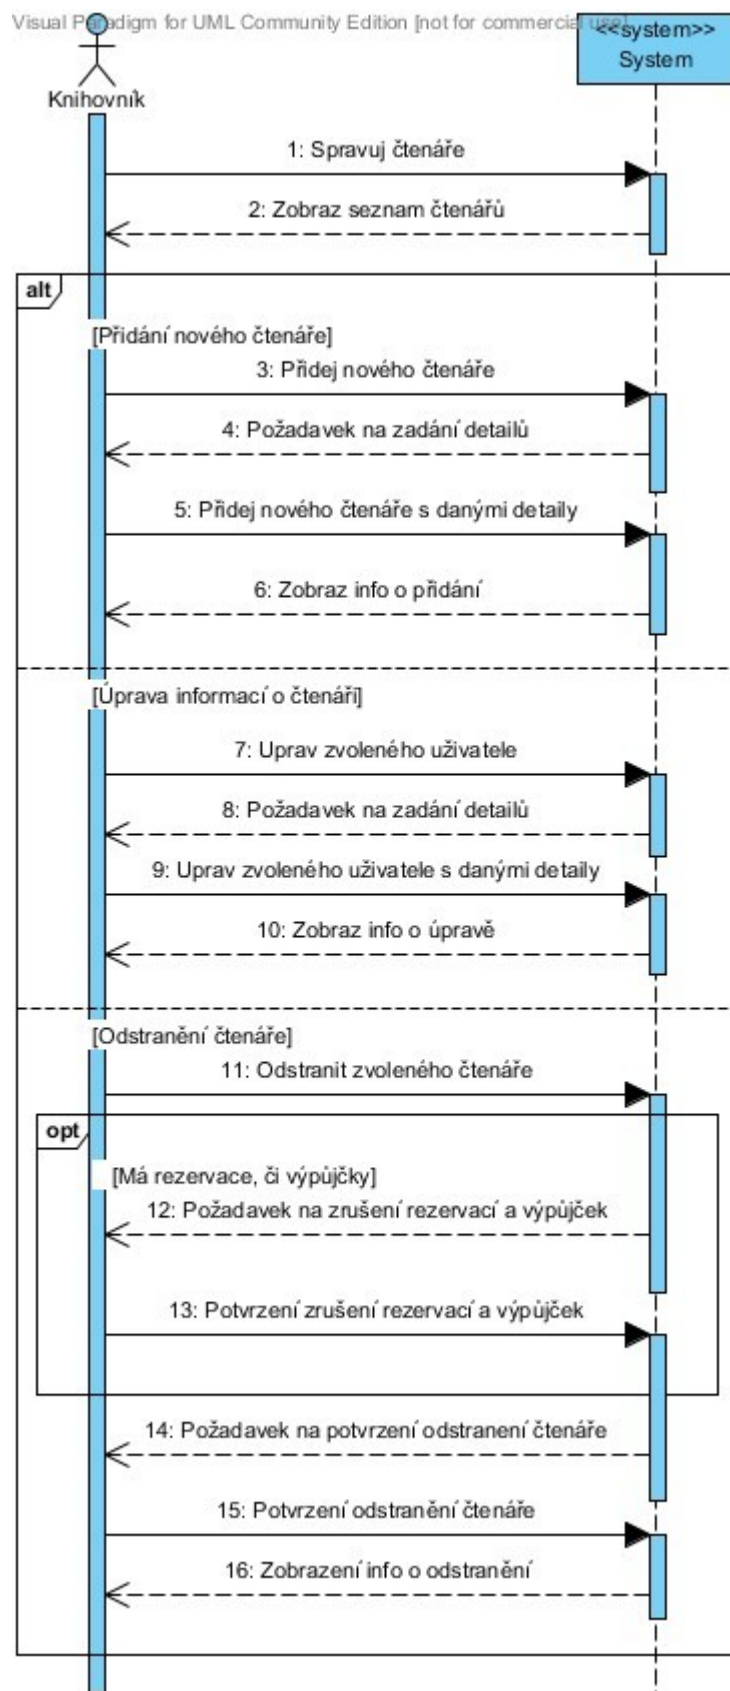 Visual Paradigm for UML Community Edition [not for commercial use]
<<system>>
System
Knihovník
1: Spravuj čtenáře
2: Zobraz seznam čtenářů
alt
[Přidání nového čtenáře]
3: Přidej nového čtenáře
4: Požadavek na zadání detailů
5: Přidej nového čtenáře s danými detaily
6: Zobraz info o přidání
[Úprava informací o čtenáři]
7: Uprav zvoleného uživatele
8: Požadavek na zadání detailů
9: Uprav zvoleného uživatele s danými detaily
10: Zobraz info o úpravě
[Odstranění čtenáře]
11: Odstranit zvoleného čtenáře
opt
[Má rezervace, či výpůjčky]
12: Požadavek na zrušení rezervací a výpůjček
13: Potvrzení zrušení rezervací a výpůjček
14: Požadavek na potvrzení odstranení čtenáře
15: Potvrzení odstranění čtenáře
16: Zobrazení info o odstranění